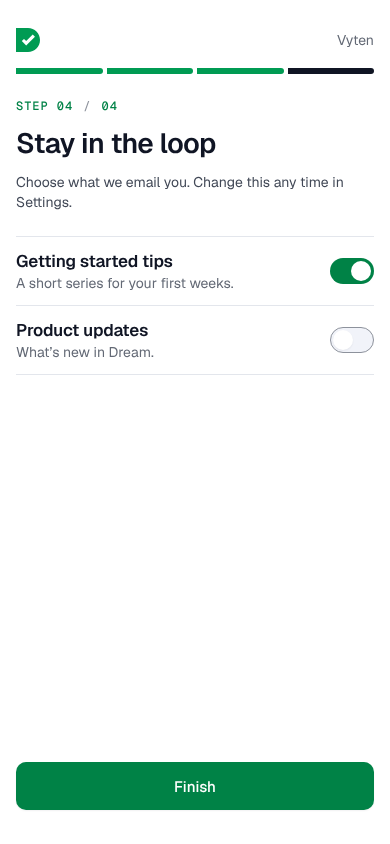 Vyten
STEP 04 / 04
Stay in the loop
Choose what we email you. Change this any time in
Settings.
Getting started tips
A short series for your first weeks.
Product updates
What's new in Dream.
Finish